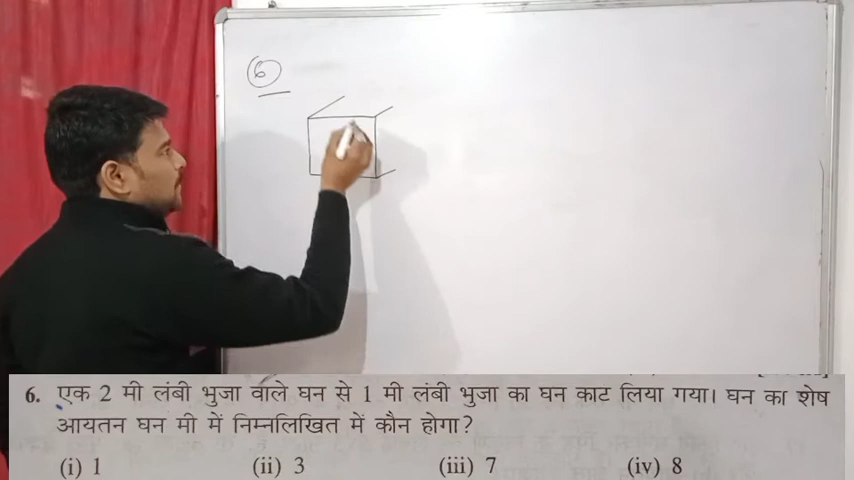 6
6. एक 2 मी लंबी भुजा वाले घन से 1 मी लंबी भुजा का घन काट लिया गया। घन का शेष
आयतन घन मी में निम्नलिखित में कौन होगा?
(i) 1 (ii) 3 (iii) 7 (iv) 8